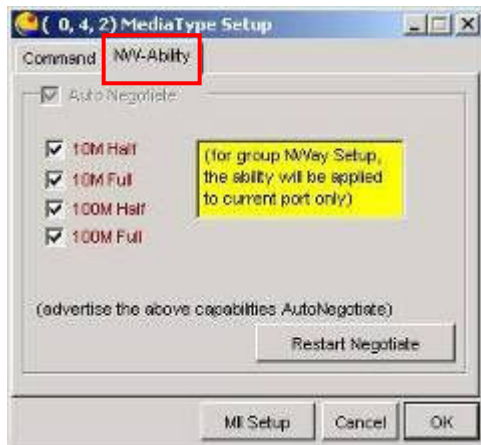 ( 0, 4, 2) MediaType Setup
Command NW-Ability
Auto Negotiate
10M Half
10M Full
100M Half
100M Full
(for group NWay Setup,
the ability will be applied
to current port only)
(advertise the above capabilities AutoNegotiate)
Restart Negotiate
MII Setup Cancel OK